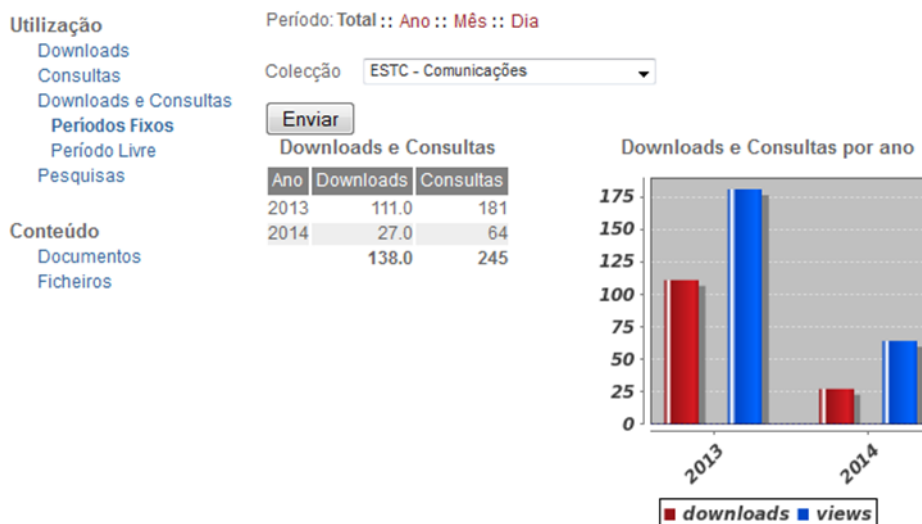 Utilização
Downloads
Consultas
Downloads e Consultas
Períodos Fixos
Período Livre
Pesquisas
Conteúdo
Documentos
Ficheiros
Período: Total :: Ano :: Mês :: Dia
Colecção ESTC - Comunicações
Enviar
Downloads e Consultas
Ano Downloads Consultas
2013 111.0 181
2014 27.0 64
138.0 245
Downloads e Consultas por ano
175
150
125
100
75
50
25
0
2013 2014
downloads views